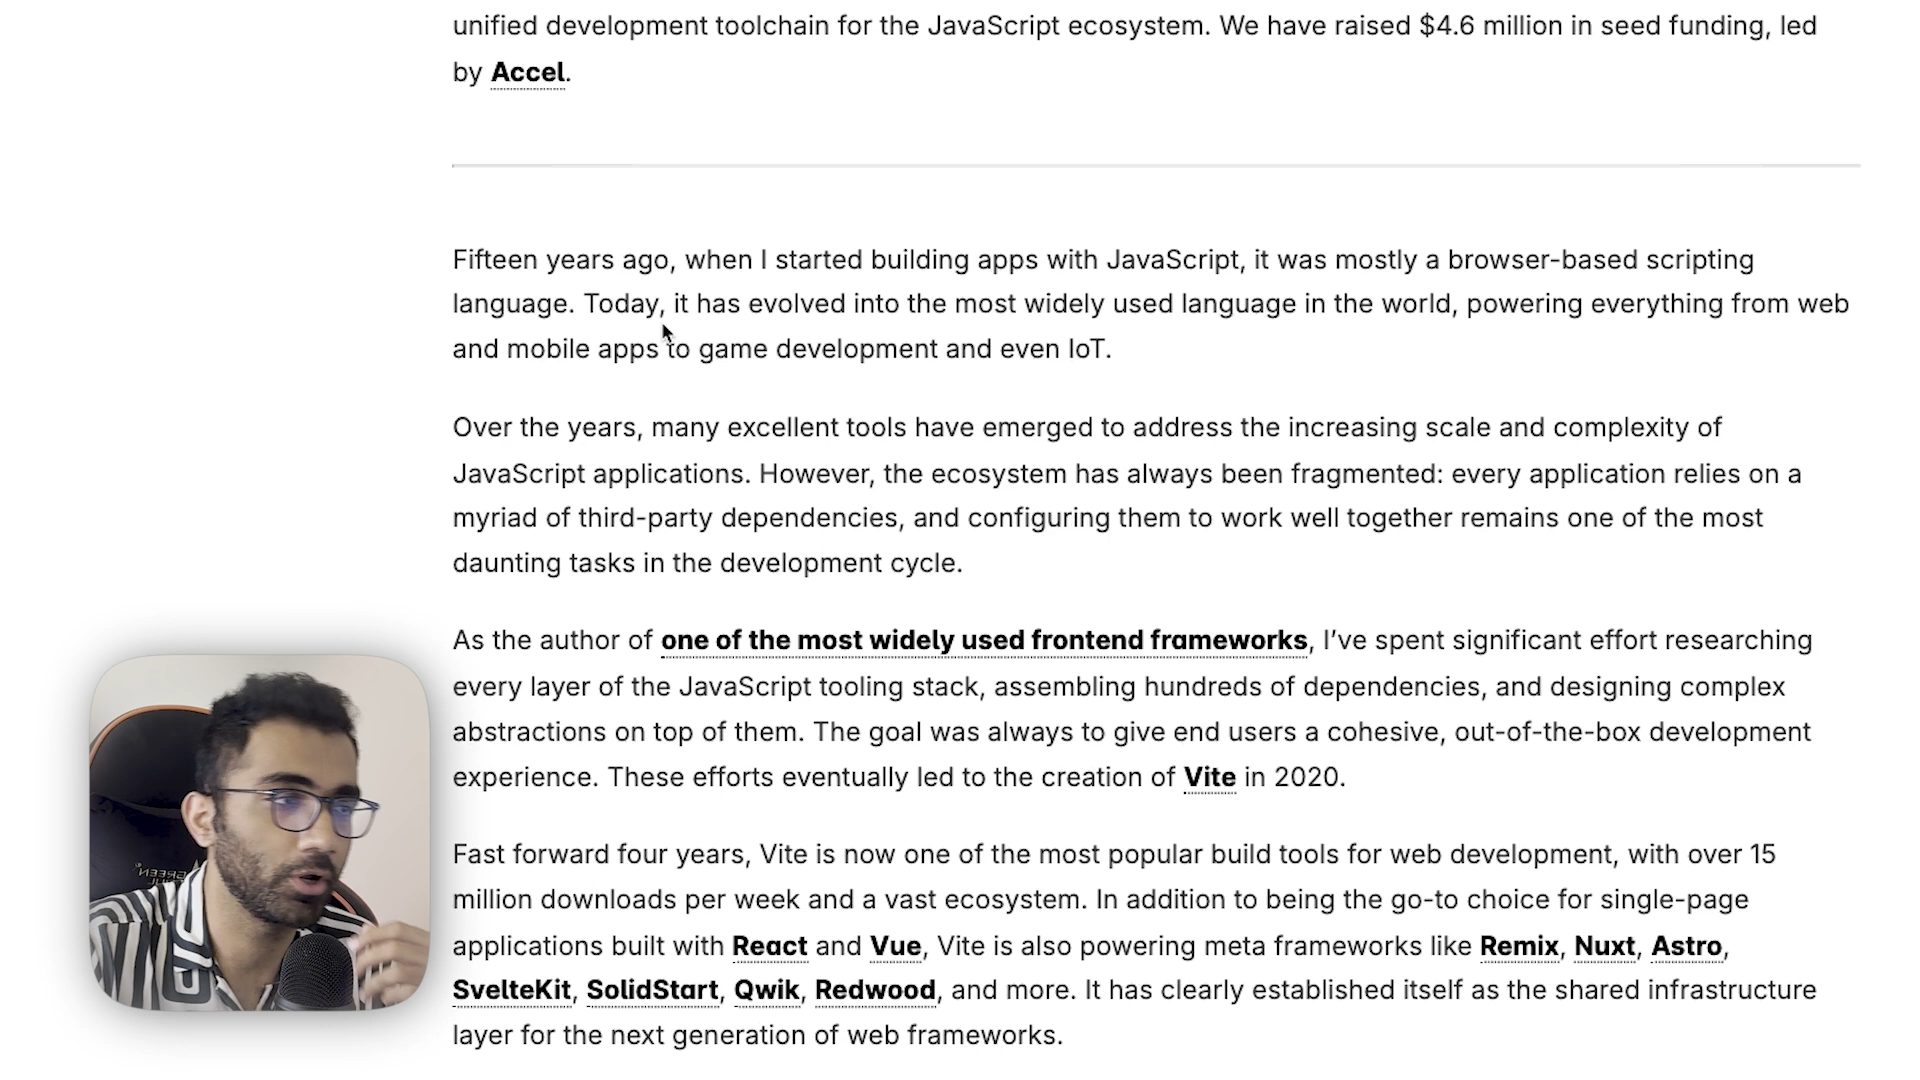 unified development toolchain for the JavaScript ecosystem. We have raised $4.6 million in seed funding, led
by Accel.
Fifteen years ago, when I started building apps with JavaScript, it was mostly a browser-based scripting
language. Today, it has evolved into the most widely used language in the world, powering everything from web
and mobile apps to game development and even IoT.
Over the years, many excellent tools have emerged to address the increasing scale and complexity of
JavaScript applications. However, the ecosystem has always been fragmented: every application relies on a
myriad of third-party dependencies, and configuring them to work well together remains one of the most
daunting tasks in the development cycle.
As the author of one of the most widely used frontend frameworks, I’ve spent significant effort researching
every layer of the JavaScript tooling stack, assembling hundreds of dependencies, and designing complex
abstractions on top of them. The goal was always to give end users a cohesive, out-of-the-box development
experience. These efforts eventually led to the creation of Vite in 2020.
Fast forward four years, Vite is now one of the most popular build tools for web development, with over 15
million downloads per week and a vast ecosystem. In addition to being the go-to choice for single-page
applications built with React and Vue, Vite is also powering meta frameworks like Remix, Nuxt, Astro,
SvelteKit, SolidStart, Qwik, Redwood, and more. It has clearly established itself as the shared infrastructure
layer for the next generation of web frameworks.